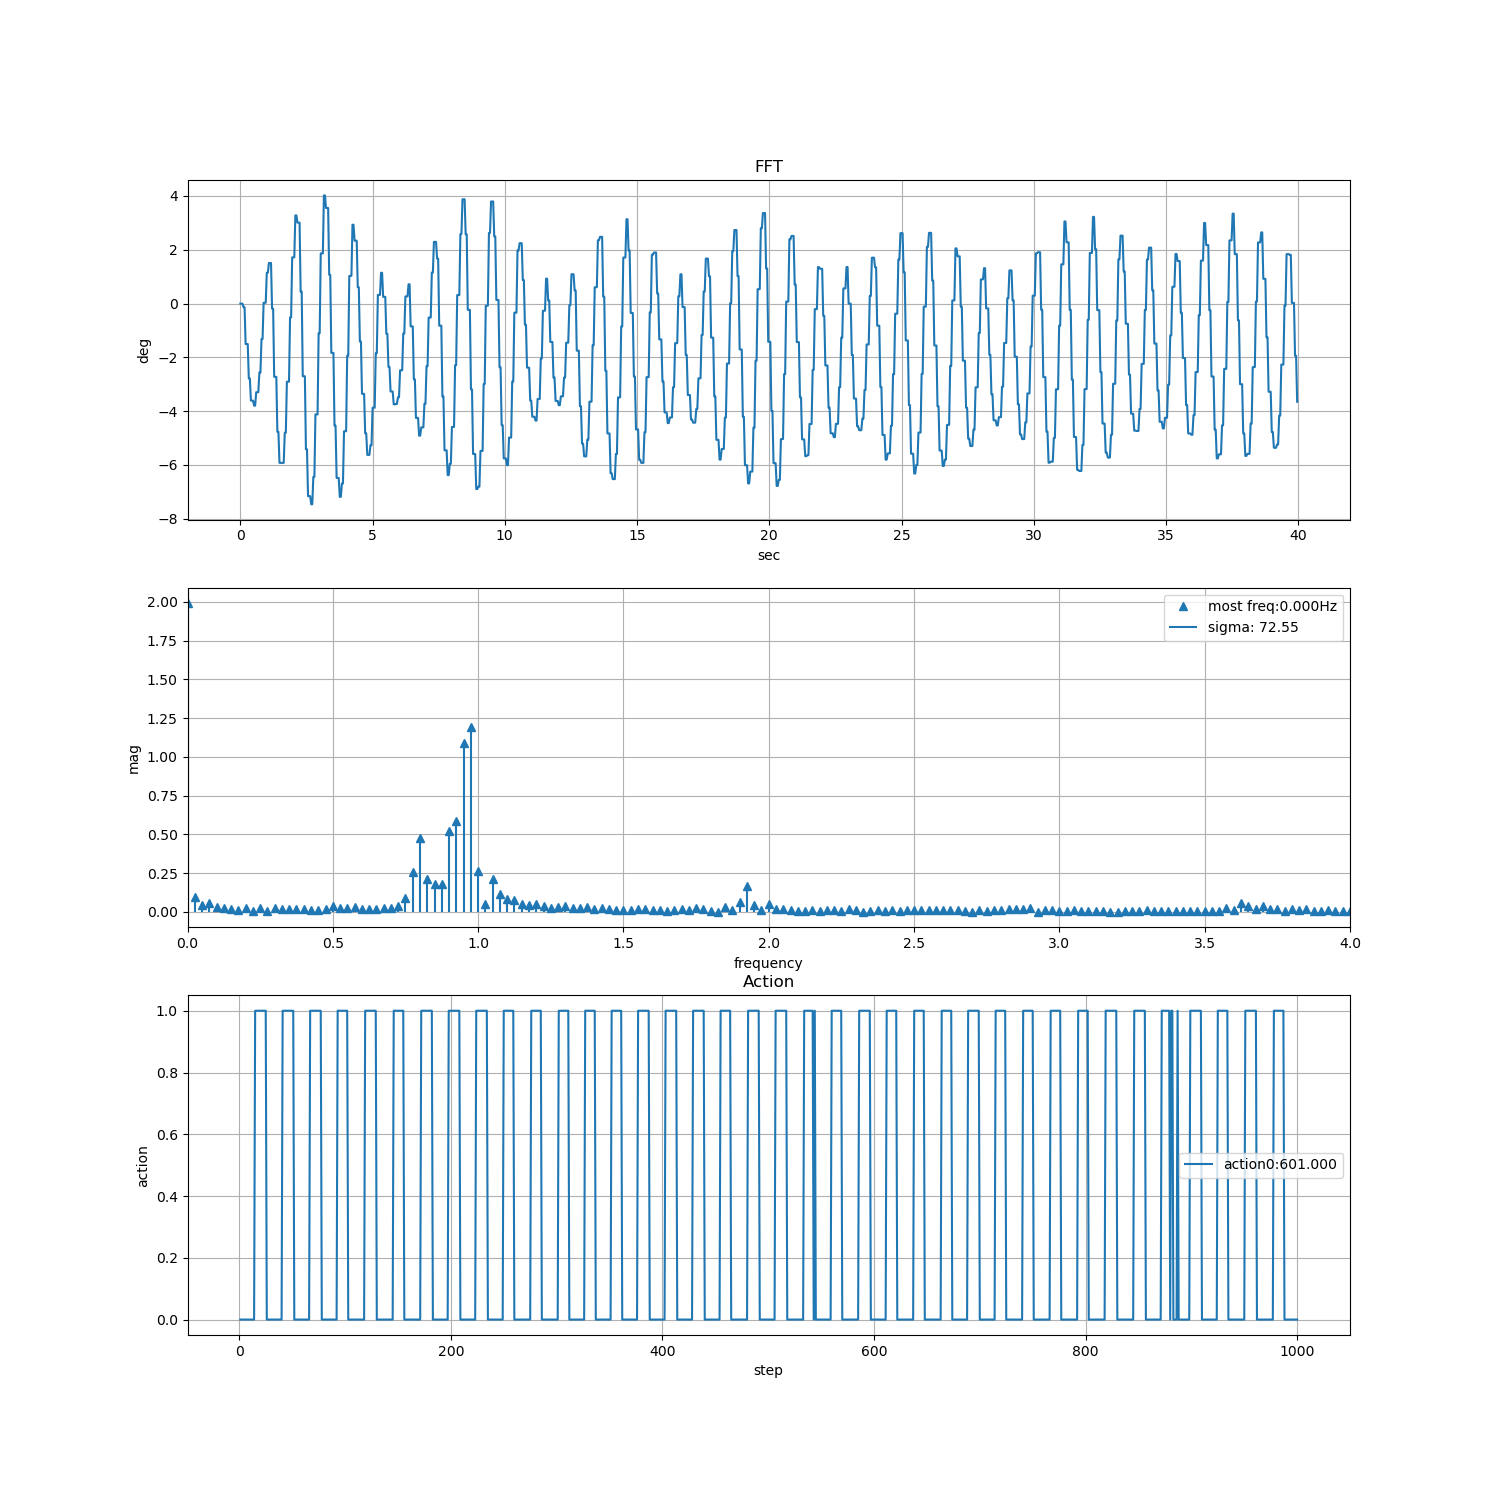 FFT
4
2
0
−2
−4
−6
−8
deg
0 5 10 15 20 25 30 35 40
sec
2.00
1.75
1.50
1.25
1.00
0.75
0.50
0.25
0.00
mag
most freq:0.000Hz
sigma: 72.55
0.0 0.5 1.0 1.5 2.0 2.5 3.0 3.5 4.0
frequency
Action
1.0
0.8
0.6
0.4
0.2
0.0
action
action0:601.000
0 200 400 600 800 1000
step